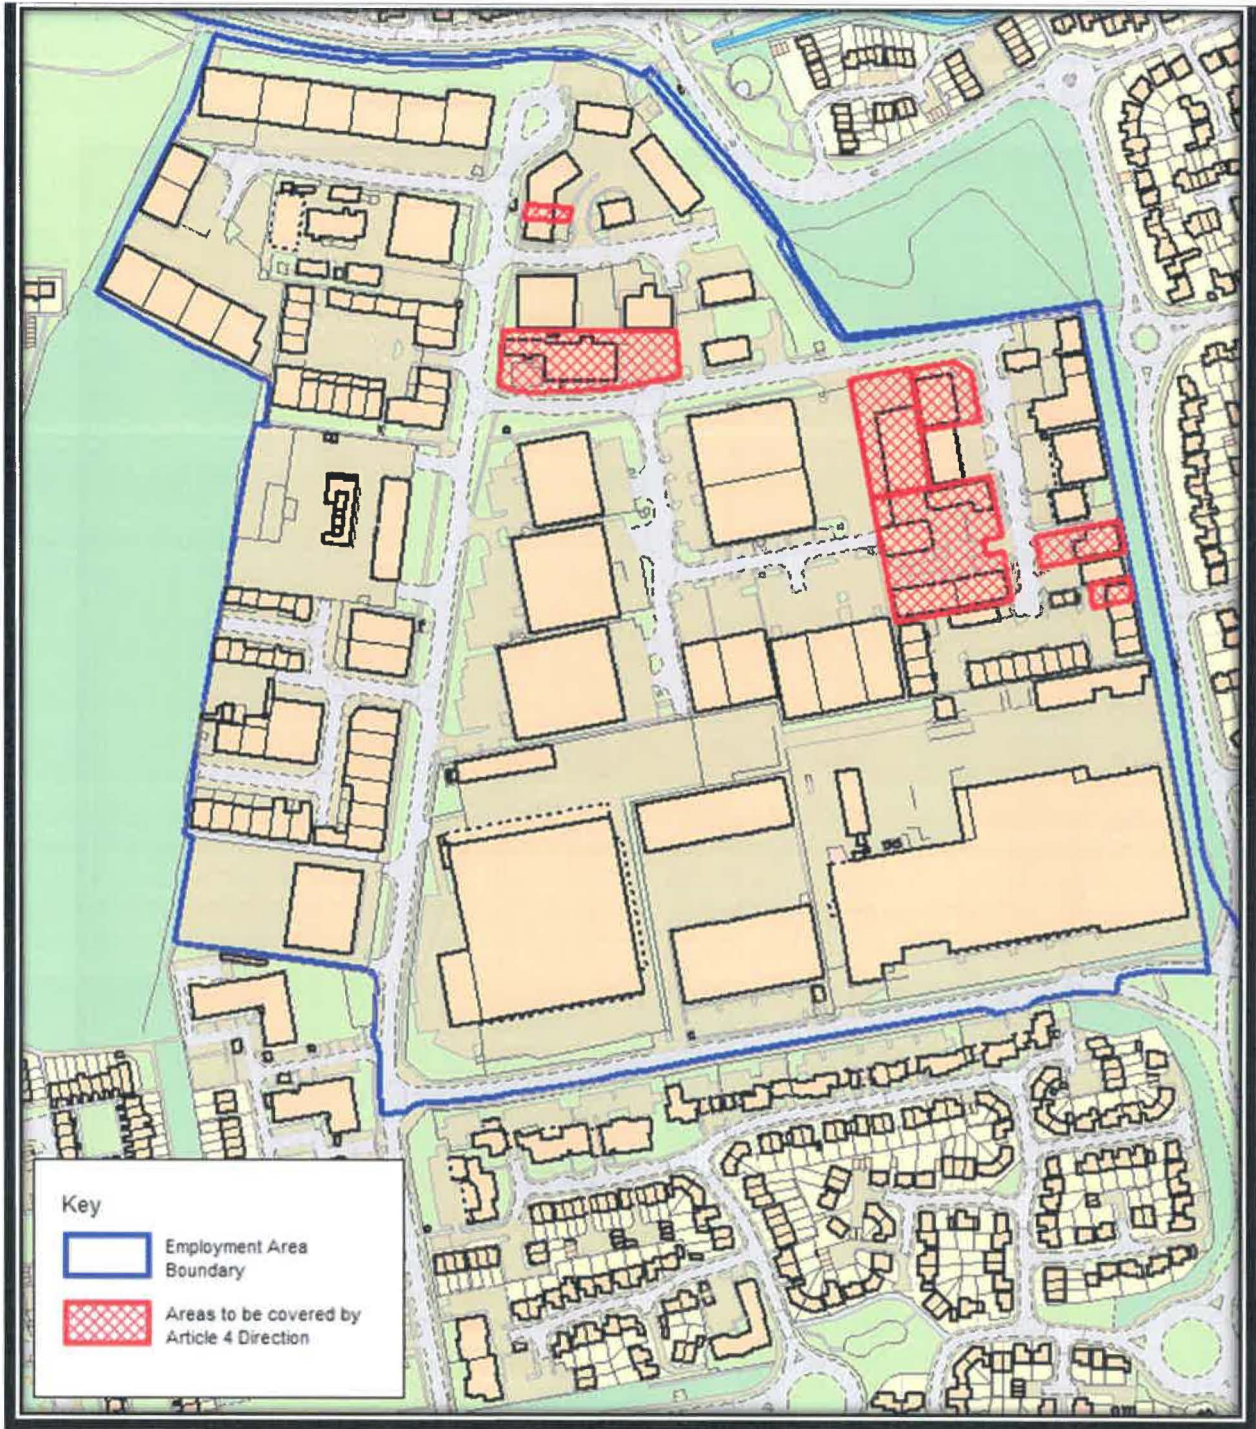 Key
Employment Area
Boundary
Areas to be covered by
Article 4 Direction